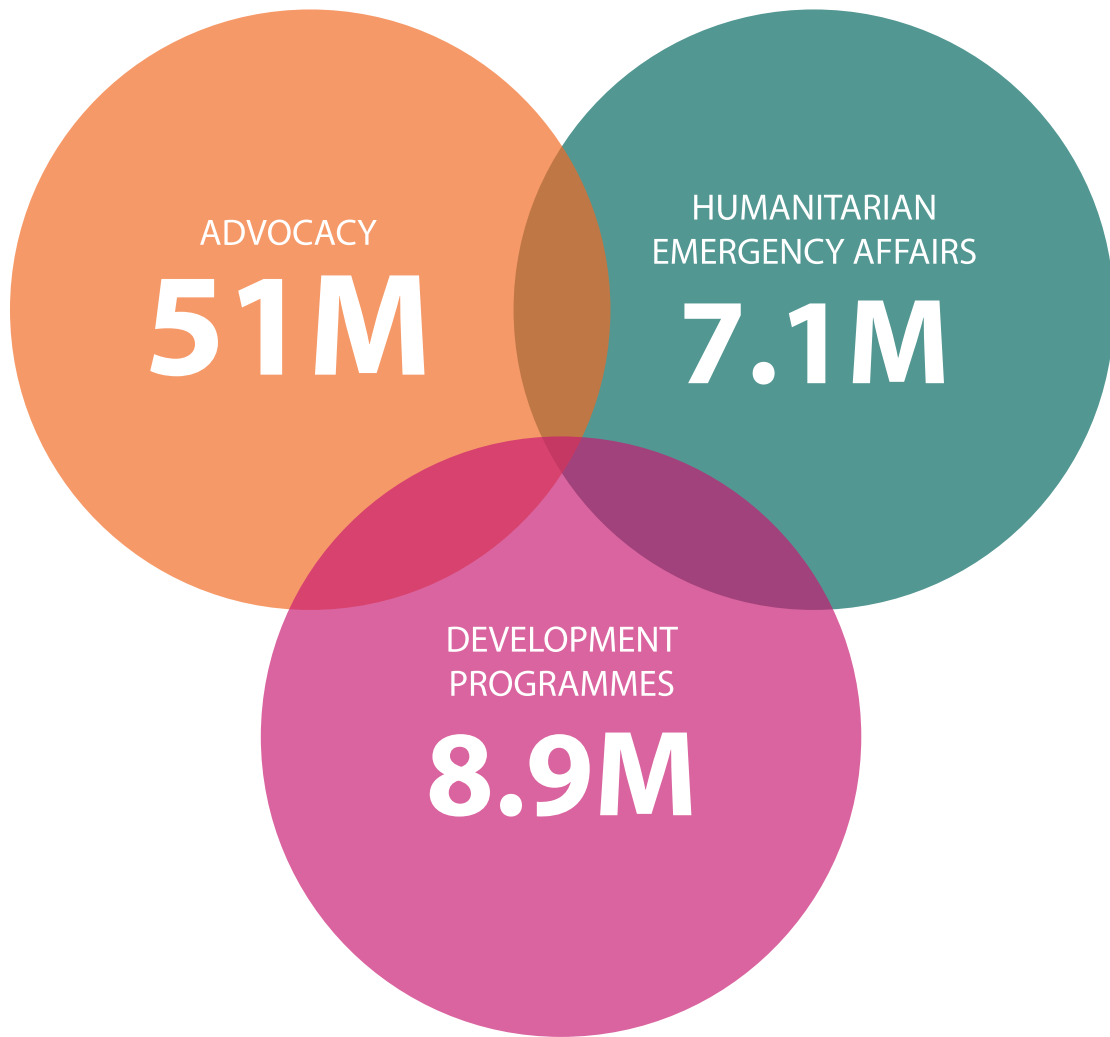 ADVOCACY
51M
HUMANITARIAN
EMERGENCY AFFAIRS
7.1M
DEVELOPMENT
PROGRAMMES
8.9M